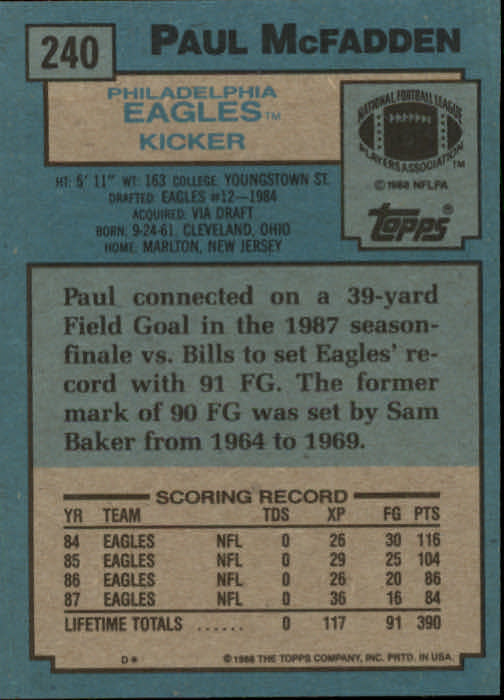 240
PAUL McFADDEN
PHILADELPHIA
EAGLES™
KICKER
NATIONAL FOOTBALL LEAGUE
PLAYERS ASSOCIATION™
© 1988 NFLPA
TOPPS®
HT: 5' 11" WT: 163 COLLEGE: YOUNGSTOWN ST.
DRAFTED: EAGLES #12—1984
ACQUIRED: VIA DRAFT
BORN: 9-24-61, CLEVELAND, OHIO
HOME: MARLTON, NEW JERSEY
Paul connected on a 39-yard
Field Goal in the 1987 season-
finale vs. Bills to set Eagles' re-
cord with 91 FG. The former
mark of 90 FG was set by Sam
Baker from 1964 to 1969.
SCORING RECORD
YR TEAM TDS XP FG PTS
84 EAGLES NFL 0 26 30 116
85 EAGLES NFL 0 29 25 104
86 EAGLES NFL 0 26 20 86
87 EAGLES NFL 0 36 16 84
LIFETIME TOTALS ...... 0 117 91 390
D* © 1988 THE TOPPS COMPANY, INC. PRTD. IN USA.